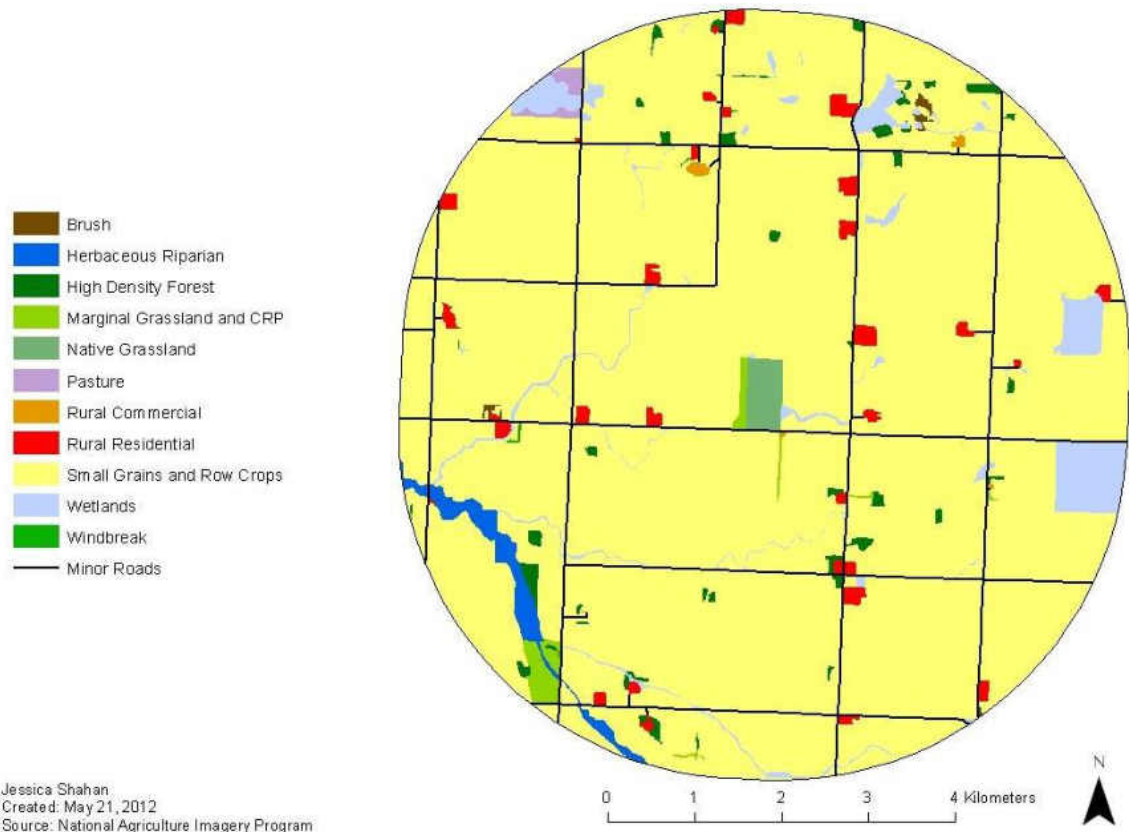 Brush
Herbaceous Riparian
High Density Forest
Marginal Grassland and CRP
Native Grassland
Pasture
Rural Commercial
Rural Residential
Small Grains and Row Crops
Wetlands
Windbreak
Minor Roads
Jessica Shahan
Created: May 21, 2012
Source: National Agriculture Imagery Program
0 1 2 3 4 Kilometers
N